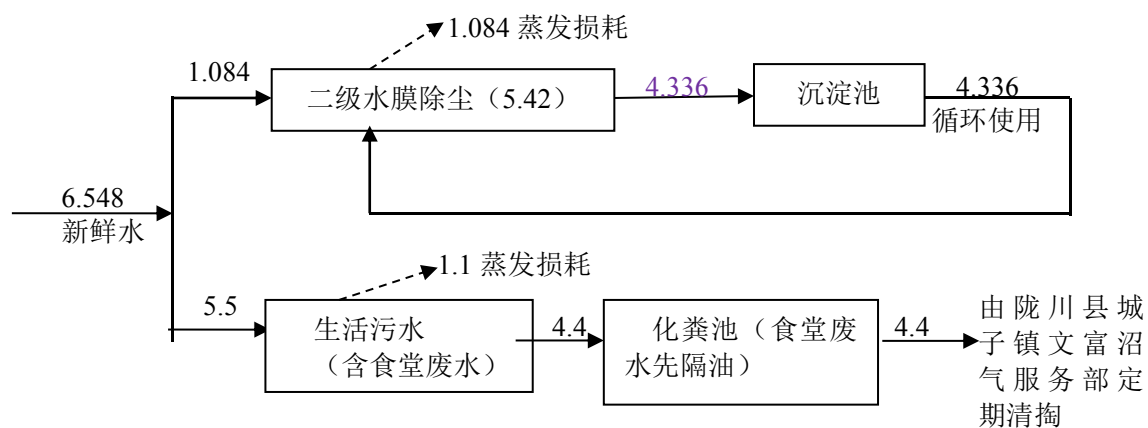 1.084 蒸发损耗
1.084
二级水膜除尘（5.42）
4.336
沉淀池
4.336
循环使用
6.548
新鲜水
1.1 蒸发损耗
5.5
生活污水
（含食堂废水）
4.4
化粪池（食堂废
水先隔油）
4.4
由陇川县城
子镇文富沼
气服务部定
期清掏